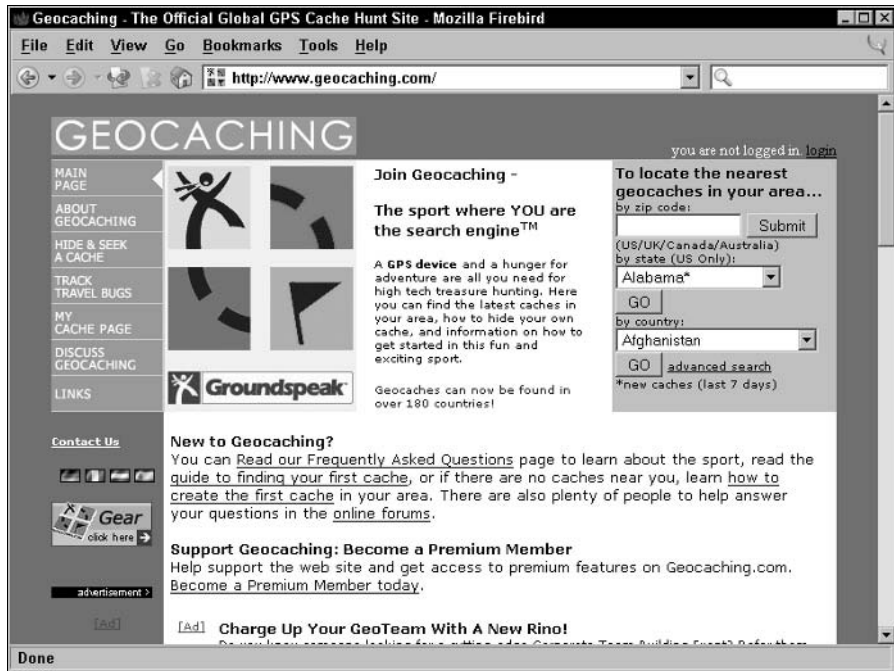 Geocaching - The Official Global GPS Cache Hunt Site - Mozilla Firebird
File Edit View Go Bookmarks Tools Help
http://www.geocaching.com/
GEOCACHING
you are not logged in. login
MAIN
PAGE
ABOUT
GEOCACHING
HIDE & SEEK
A CACHE
TRACK
TRAVEL BUGS
MY
CACHE PAGE
DISCUSS
GEOCACHING
LINKS
Groundspeak
Join Geocaching -
The sport where YOU are
the search engine™
A GPS device and a hunger for
adventure are all you need for
high tech treasure hunting. Here
you can find the latest caches in
your area, how to hide your own
cache, and information on how to
get started in this fun and
exciting sport.
Geocaches can now be found in
over 180 countries!
To locate the nearest
geocaches in your area...
by zip code:
Submit
(US/UK/Canada/Australia)
by state (US Only):
Alabama*
GO
by country:
Afghanistan
GO advanced search
*new caches (last 7 days)
Contact Us
Gear
click here
advertisement >
[Ad]
New to Geocaching?
You can Read our Frequently Asked Questions page to learn about the sport, read the
guide to finding your first cache, or if there are no caches near you, learn how to
create the first cache in your area. There are also plenty of people to help answer
your questions in the online forums.
Support Geocaching: Become a Premium Member
Help support the web site and get access to premium features on Geocaching.com.
Become a Premium Member today.
[Ad] Charge Up Your GeoTeam With A New Rino!
Done